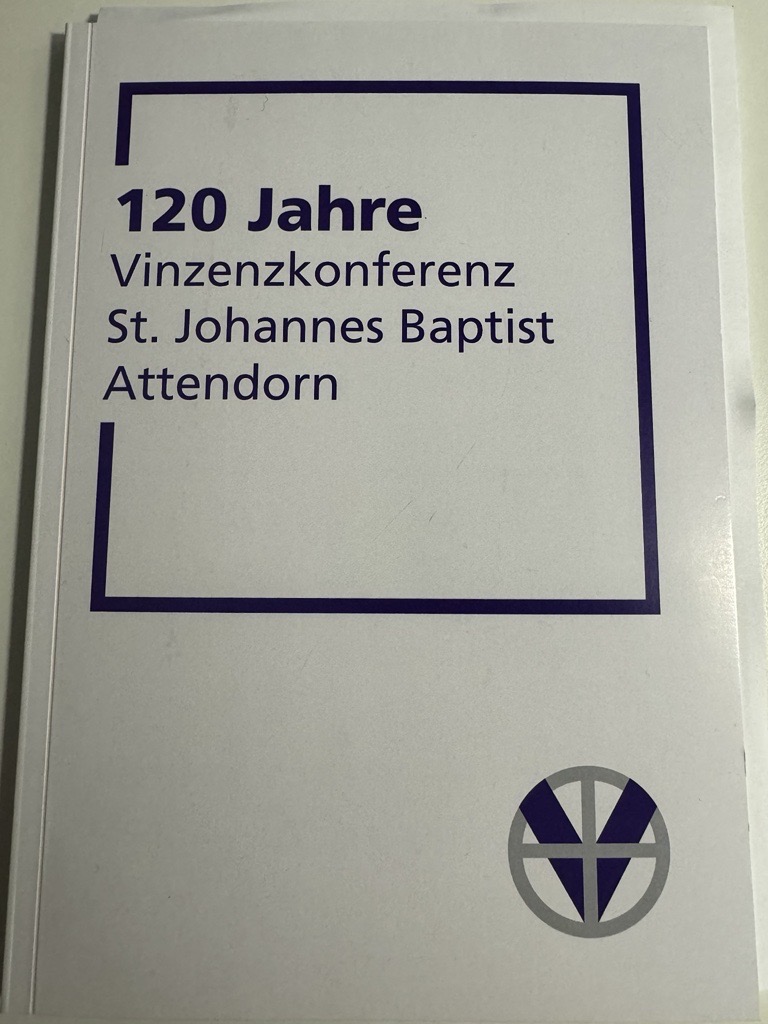 120 Jahre
Vinzenzkonferenz
St. Johannes Baptist
Attendorn